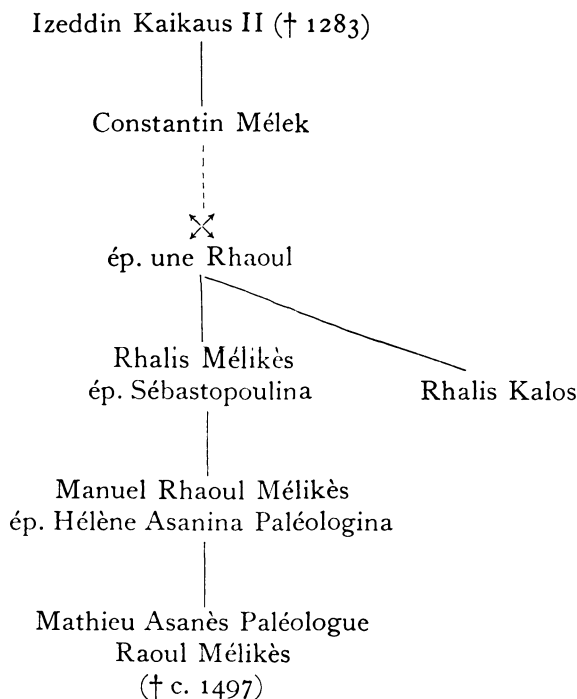 Izeddin Kaikaus II († 1283)
Constantin Mélek
ép. une Rhaoul
Rhalis Mélikès
ép. Sébastopoulina
Rhalis Kalos
Manuel Rhaoul Mélikès
ép. Hélène Asanina Paléologina
Mathieu Asanès Paléologue
Raoul Mélikès
(† c. 1497)